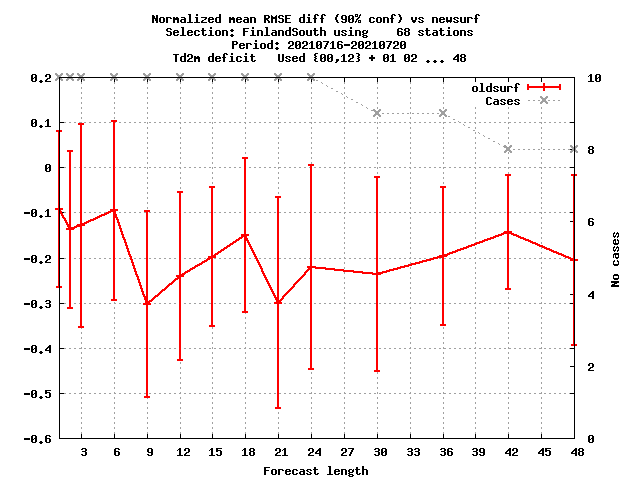 Normalized mean RMSE diff (90% conf) vs newsurf
Selection: FinlandSouth using    68 stations
Period: 20210716-20210720
Td2m deficit   Used {00,12} + 01 02 ... 48
oldsurf
Cases
0,2
0,1
0
-0,1
-0,2
-0,3
-0,4
-0,5
-0,6
10
8
6
4
2
0
No cases
3 6 9 12 15 18 21 24 27 30 33 36 39 42 45 48
Forecast length